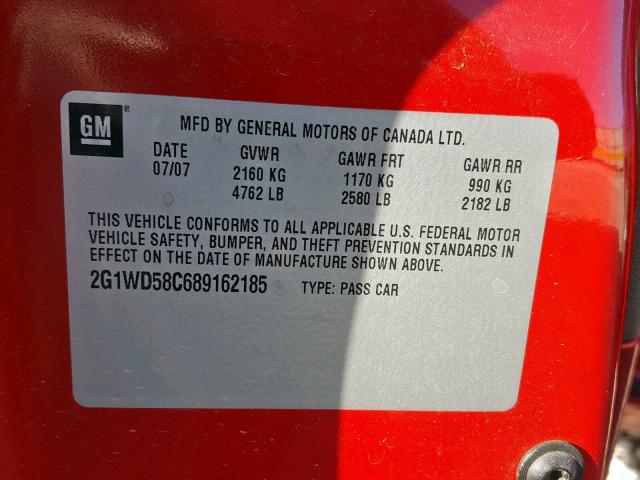 GM ®
MFD BY GENERAL MOTORS OF CANADA LTD.
DATE GVWR GAWR FRT GAWR RR
07/07 2160 KG 1170 KG 990 KG
4762 LB 2580 LB 2182 LB
THIS VEHICLE CONFORMS TO ALL APPLICABLE U.S. FEDERAL MOTOR
VEHICLE SAFETY, BUMPER, AND THEFT PREVENTION STANDARDS IN
EFFECT ON THE DATE OF MANUFACTURE SHOWN ABOVE.
2G1WD58C689162185 TYPE: PASS CAR